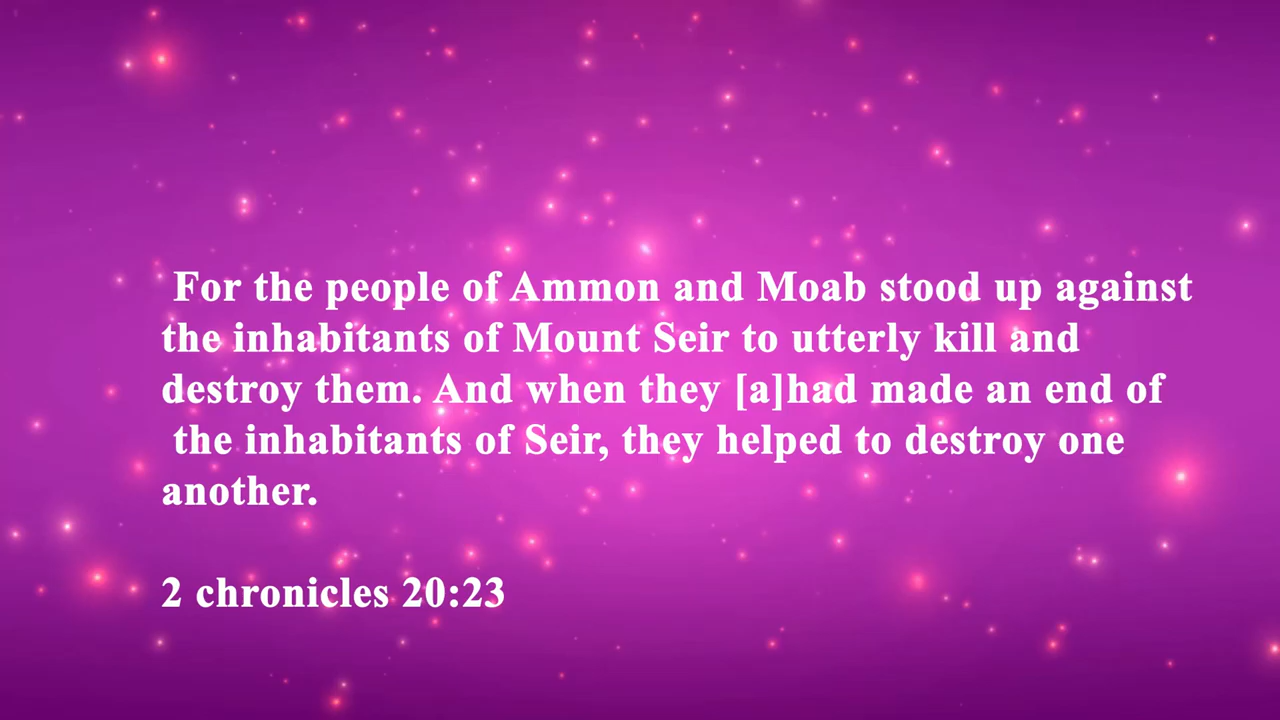 For the people of Ammon and Moab stood up against
the inhabitants of Mount Seir to utterly kill and
destroy them. And when they [a]had made an end of
the inhabitants of Seir, they helped to destroy one
another.
2 chronicles 20:23